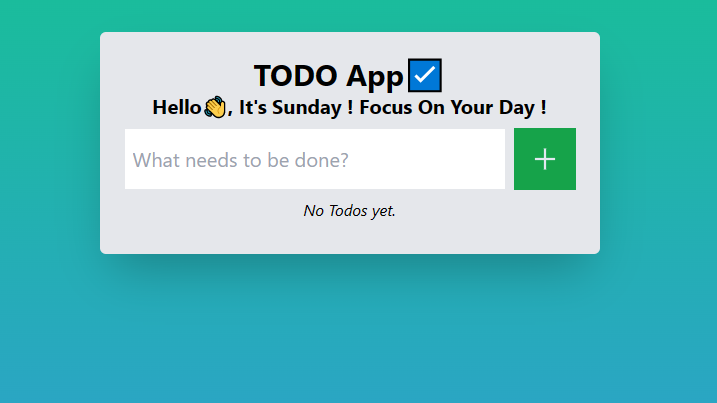 TODO App☑
Hello👋, It's Sunday ! Focus On Your Day !
What needs to be done?
No Todos yet.